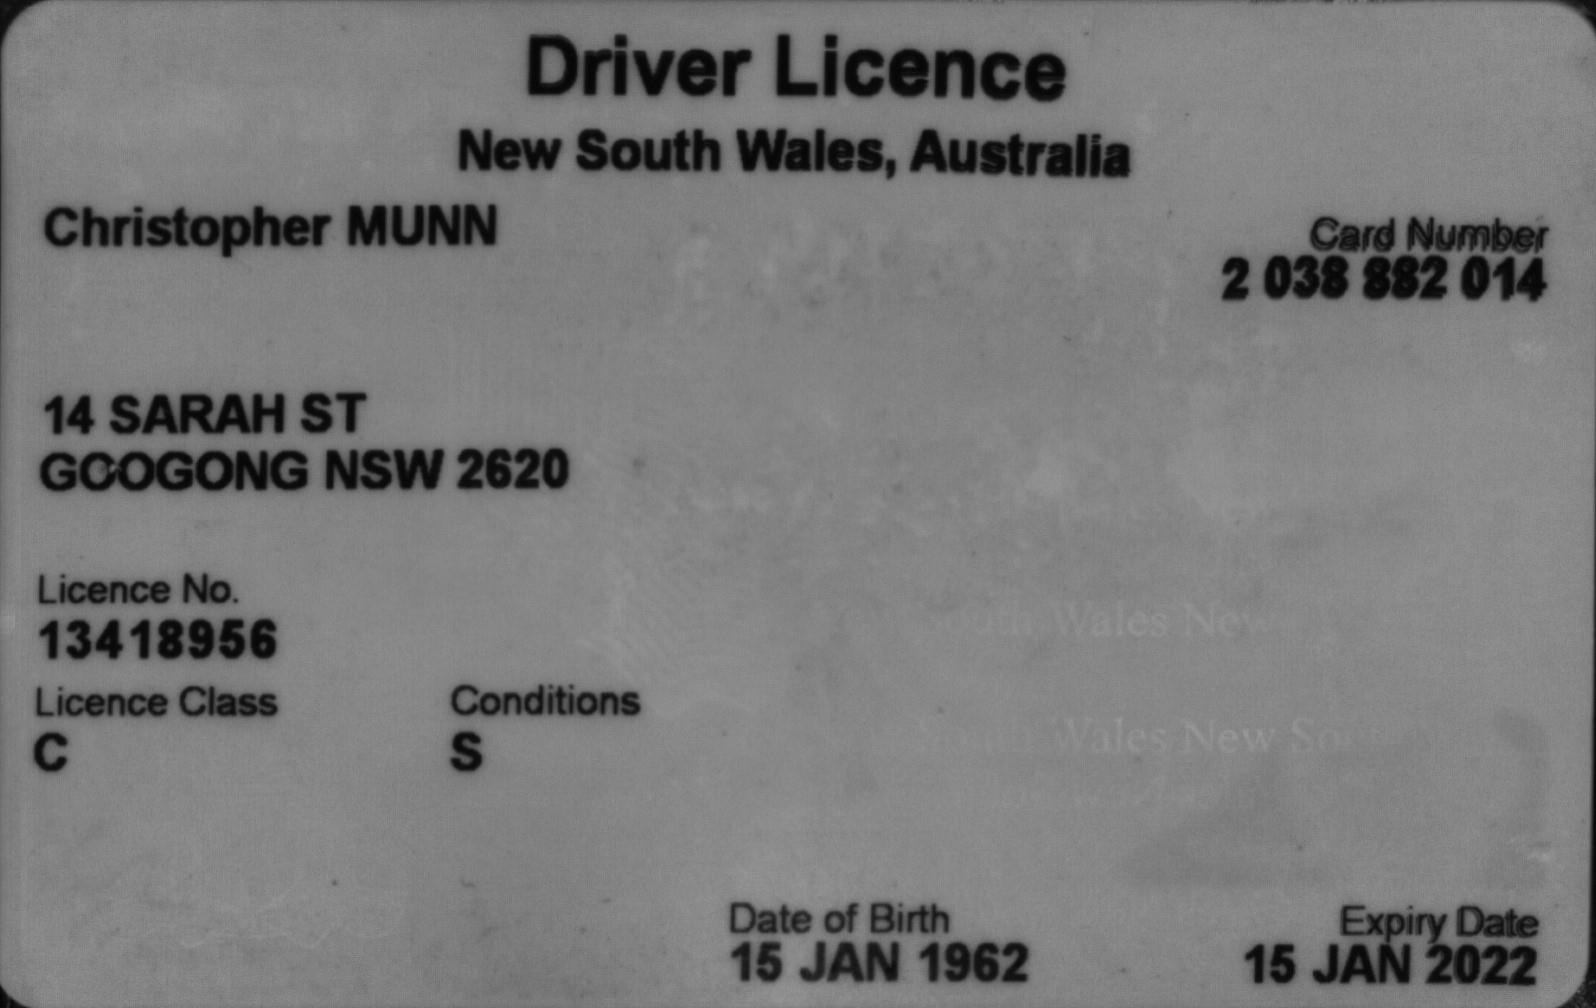 Driver Licence
New South Wales, Australia
Christopher MUNN
Card Number
2 038 882 014
14 SARAH ST
GOOGONG NSW 2620
Licence No.
13418956
Licence Class
Conditions
C
S
South Wales New
South Wales New South
Date of Birth
Expiry Date
15 JAN 1962
15 JAN 2022